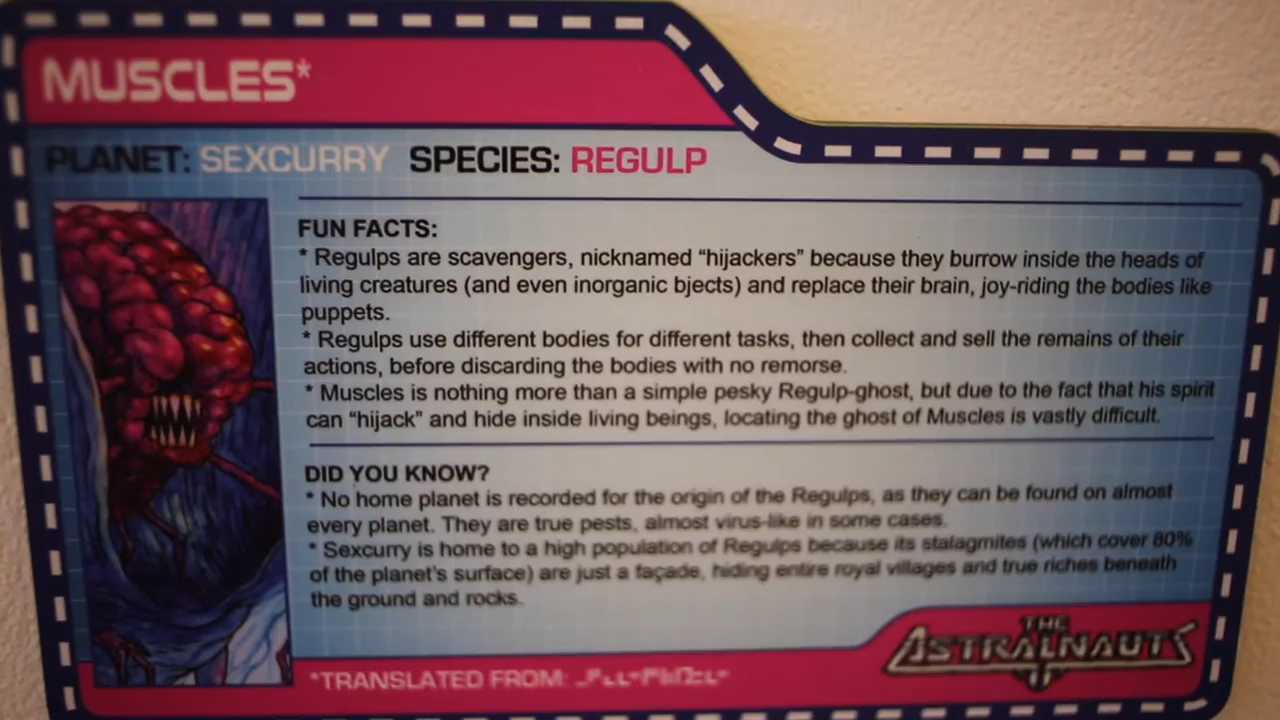 MUSCLES*
PLANET: SEXCURRY SPECIES: REGULP
FUN FACTS:
* Regulps are scavengers, nicknamed “hijackers” because they burrow inside the heads of
living creatures (and even inorganic bjects) and replace their brain, joy-riding the bodies like
puppets.
* Regulps use different bodies for different tasks, then collect and sell the remains of their
actions, before discarding the bodies with no remorse.
* Muscles is nothing more than a simple pesky Regulp-ghost, but due to the fact that his spirit
can “hijack” and hide inside living beings, locating the ghost of Muscles is vastly difficult.
DID YOU KNOW?
* No home planet is recorded for the origin of the Regulps, as they can be found on almost
every planet. They are true pests, almost virus-like in some cases.
* Sexcurry is home to a high population of Regulps because its stalagmites (which cover 80%
of the planet's surface) are just a façade, hiding entire royal villages and true riches beneath
the ground and rocks.
THE
ASTRALNAUTS
*TRANSLATED FROM: